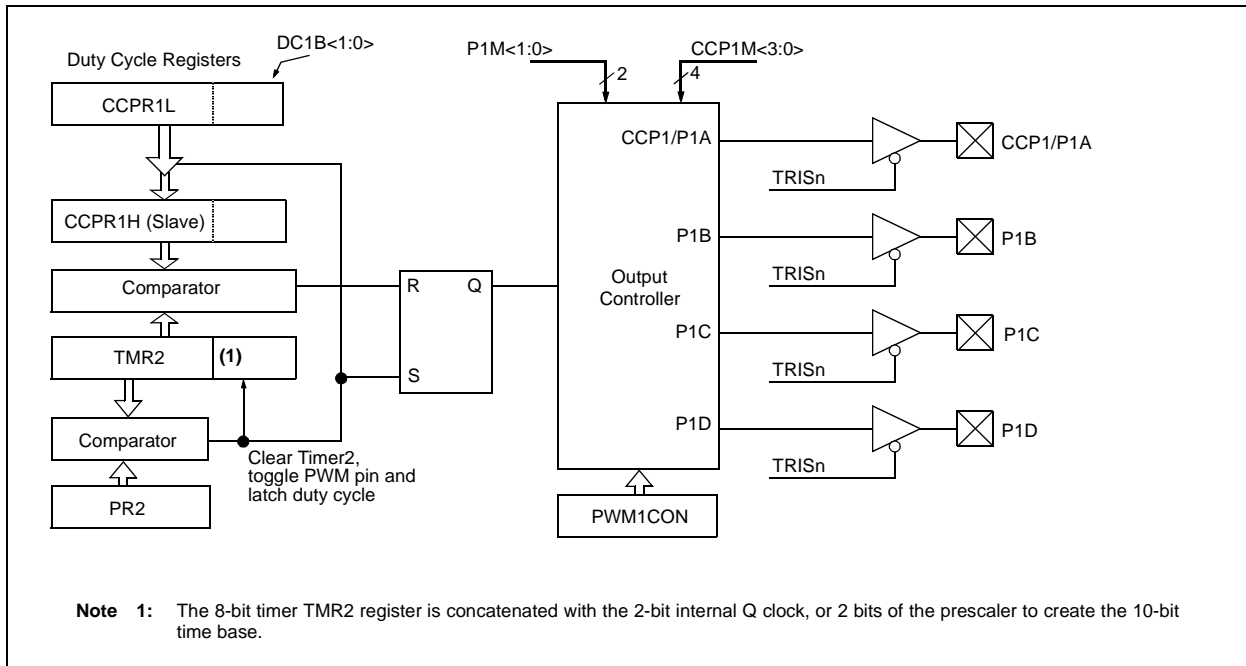 DC1B<1:0>
Duty Cycle Registers
CCPR1L
CCPR1H (Slave)
Comparator
TMR2
(1)
Comparator
PR2
Clear Timer2,
toggle PWM pin and
latch duty cycle
R
Q
S
P1M<1:0>
2
CCP1M<3:0>
4
Output
Controller
CCP1/P1A
P1B
P1C
P1D
PWM1CON
TRISn
CCP1/P1A
TRISn
P1B
TRISn
P1C
TRISn
P1D
Note 1: The 8-bit timer TMR2 register is concatenated with the 2-bit internal Q clock, or 2 bits of the prescaler to create the 10-bit
time base.